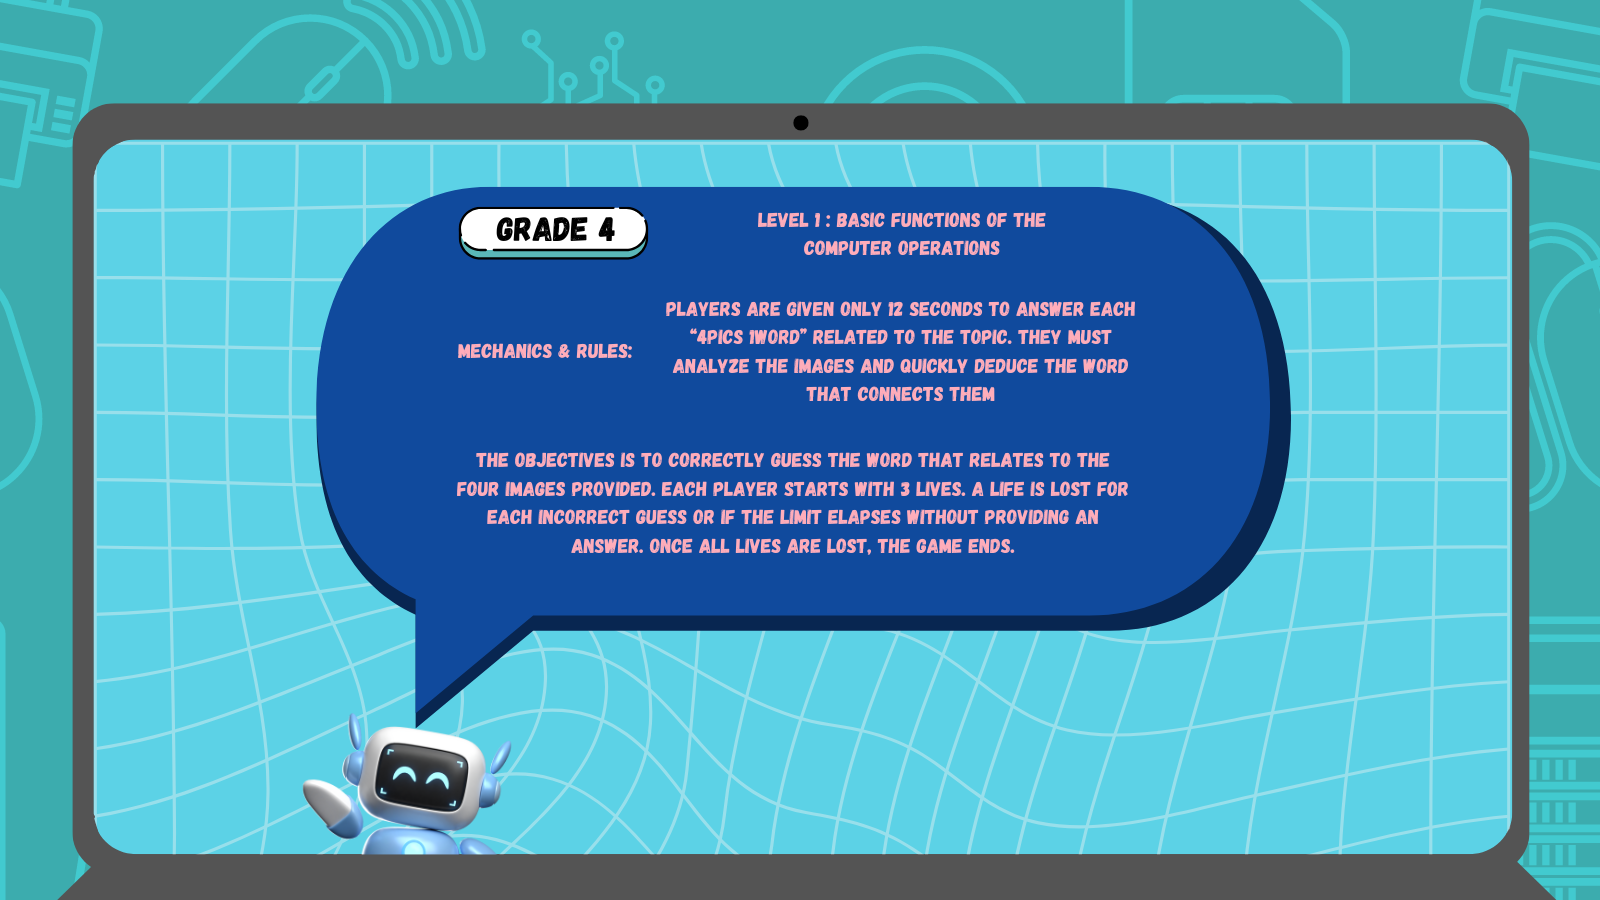 GRADE 4
LEVEL 1 : BASIC FUNCTIONS OF THE
COMPUTER OPERATIONS
MECHANICS & RULES:
PLAYERS ARE GIVEN ONLY 12 SECONDS TO ANSWER EACH
“4PICS 1WORD” RELATED TO THE TOPIC. THEY MUST
ANALYZE THE IMAGES AND QUICKLY DEDUCE THE WORD
THAT CONNECTS THEM
THE OBJECTIVES IS TO CORRECTLY GUESS THE WORD THAT RELATES TO THE
FOUR IMAGES PROVIDED. EACH PLAYER STARTS WITH 3 LIVES. A LIFE IS LOST FOR
EACH INCORRECT GUESS OR IF THE LIMIT ELAPSES WITHOUT PROVIDING AN
ANSWER. ONCE ALL LIVES ARE LOST, THE GAME ENDS.